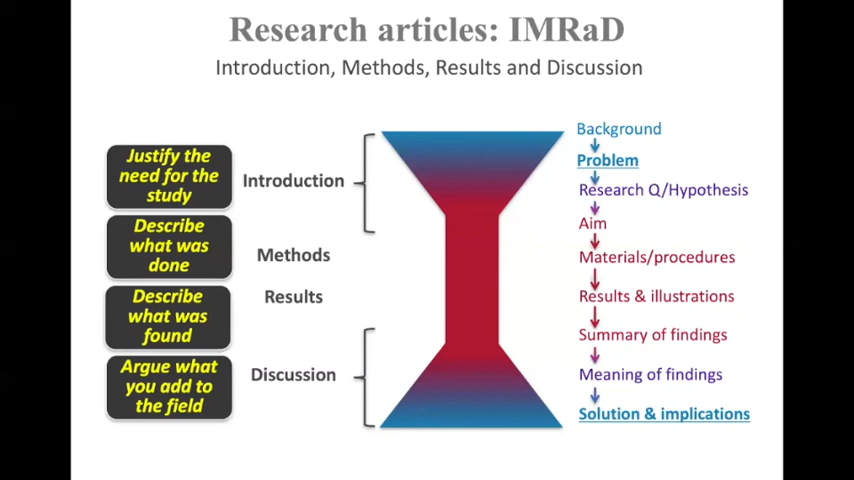 Research articles: IMRaD
Introduction, Methods, Results and Discussion
Justify the
need for the
study
Describe
what was
done
Describe
what was
found
Argue what
you add to
the field
Introduction
Methods
Results
Discussion
Background
Problem
Research Q/Hypothesis
Aim
Materials/procedures
Results & illustrations
Summary of findings
Meaning of findings
Solution & implications